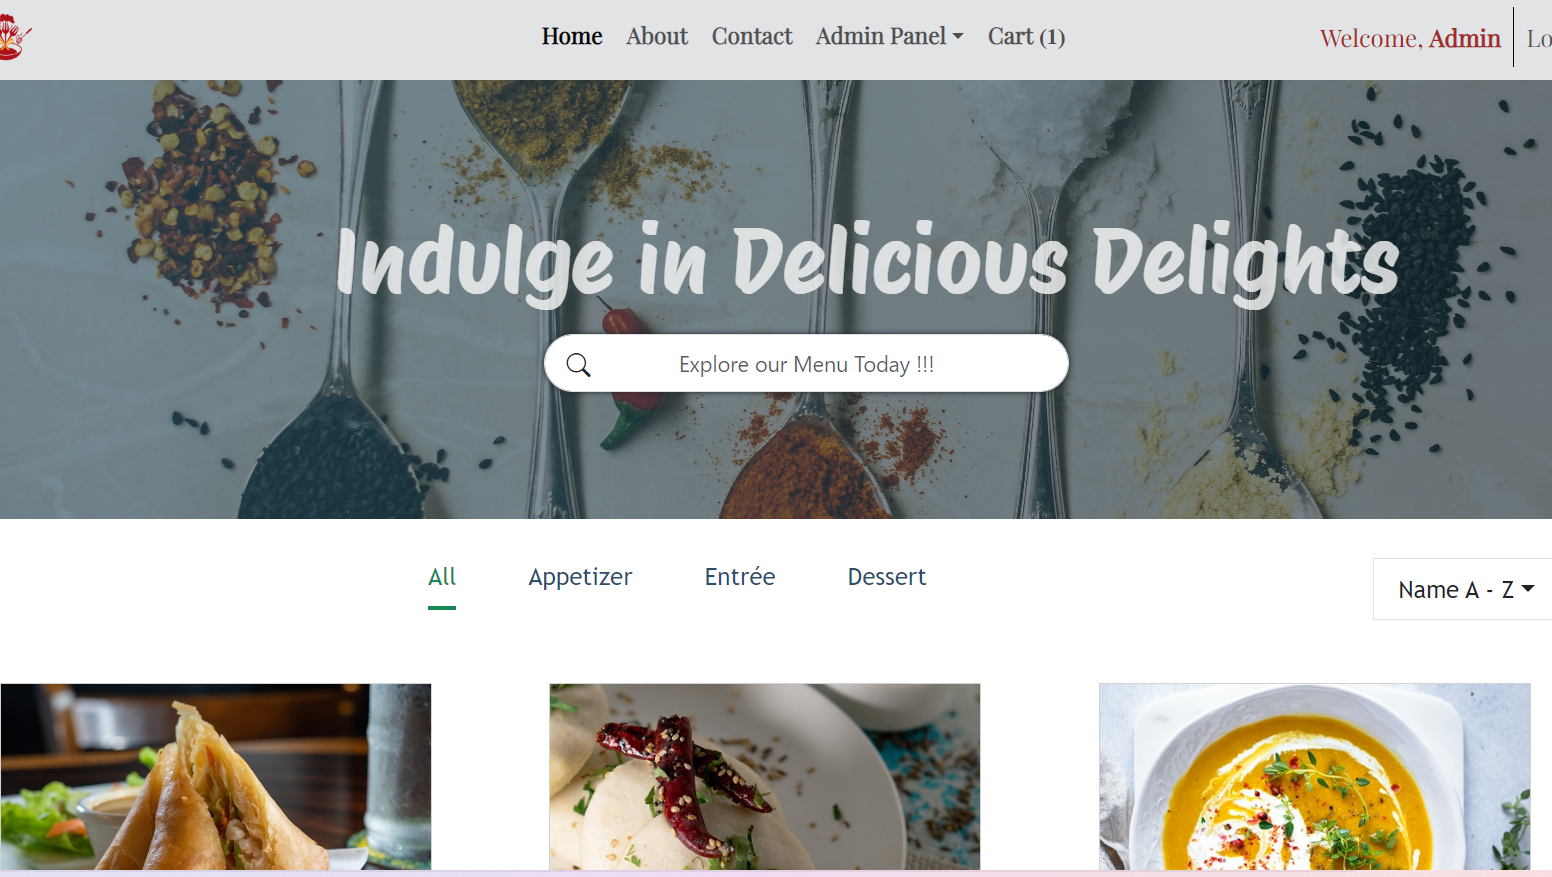 Home About Contact Admin Panel Cart (1) Welcome, Admin Lo
Indulge in Delicious Delights
Explore our Menu Today !!!
All Appetizer Entrée Dessert Name A - Z